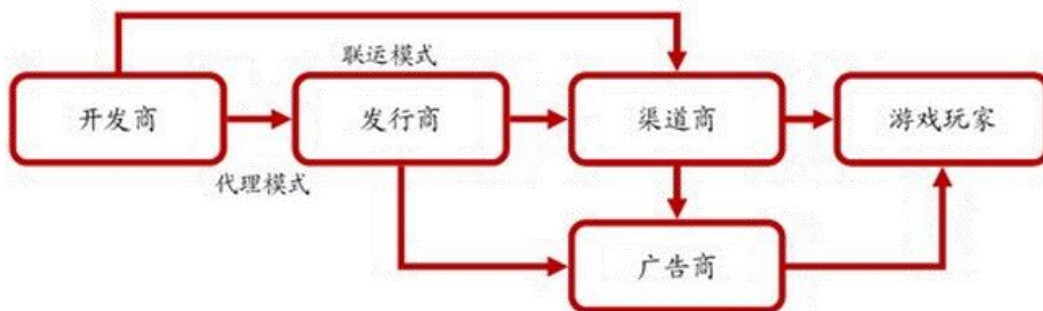 联运模式
开发商
发行商
渠道商
游戏玩家
代理模式
广告商